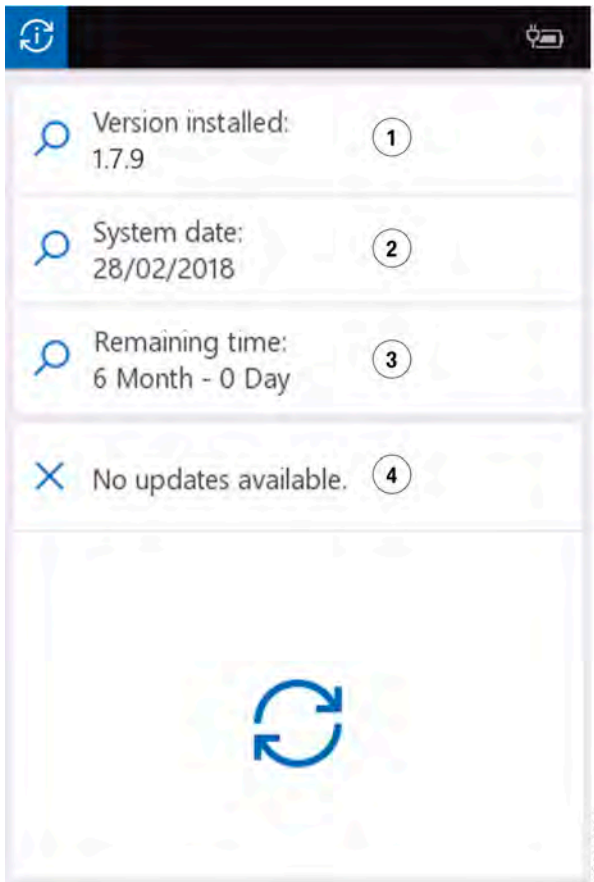 Version installed:
1.7.9
1
System date:
28/02/2018
2
Remaining time:
6 Month - 0 Day
3
No updates available. 4